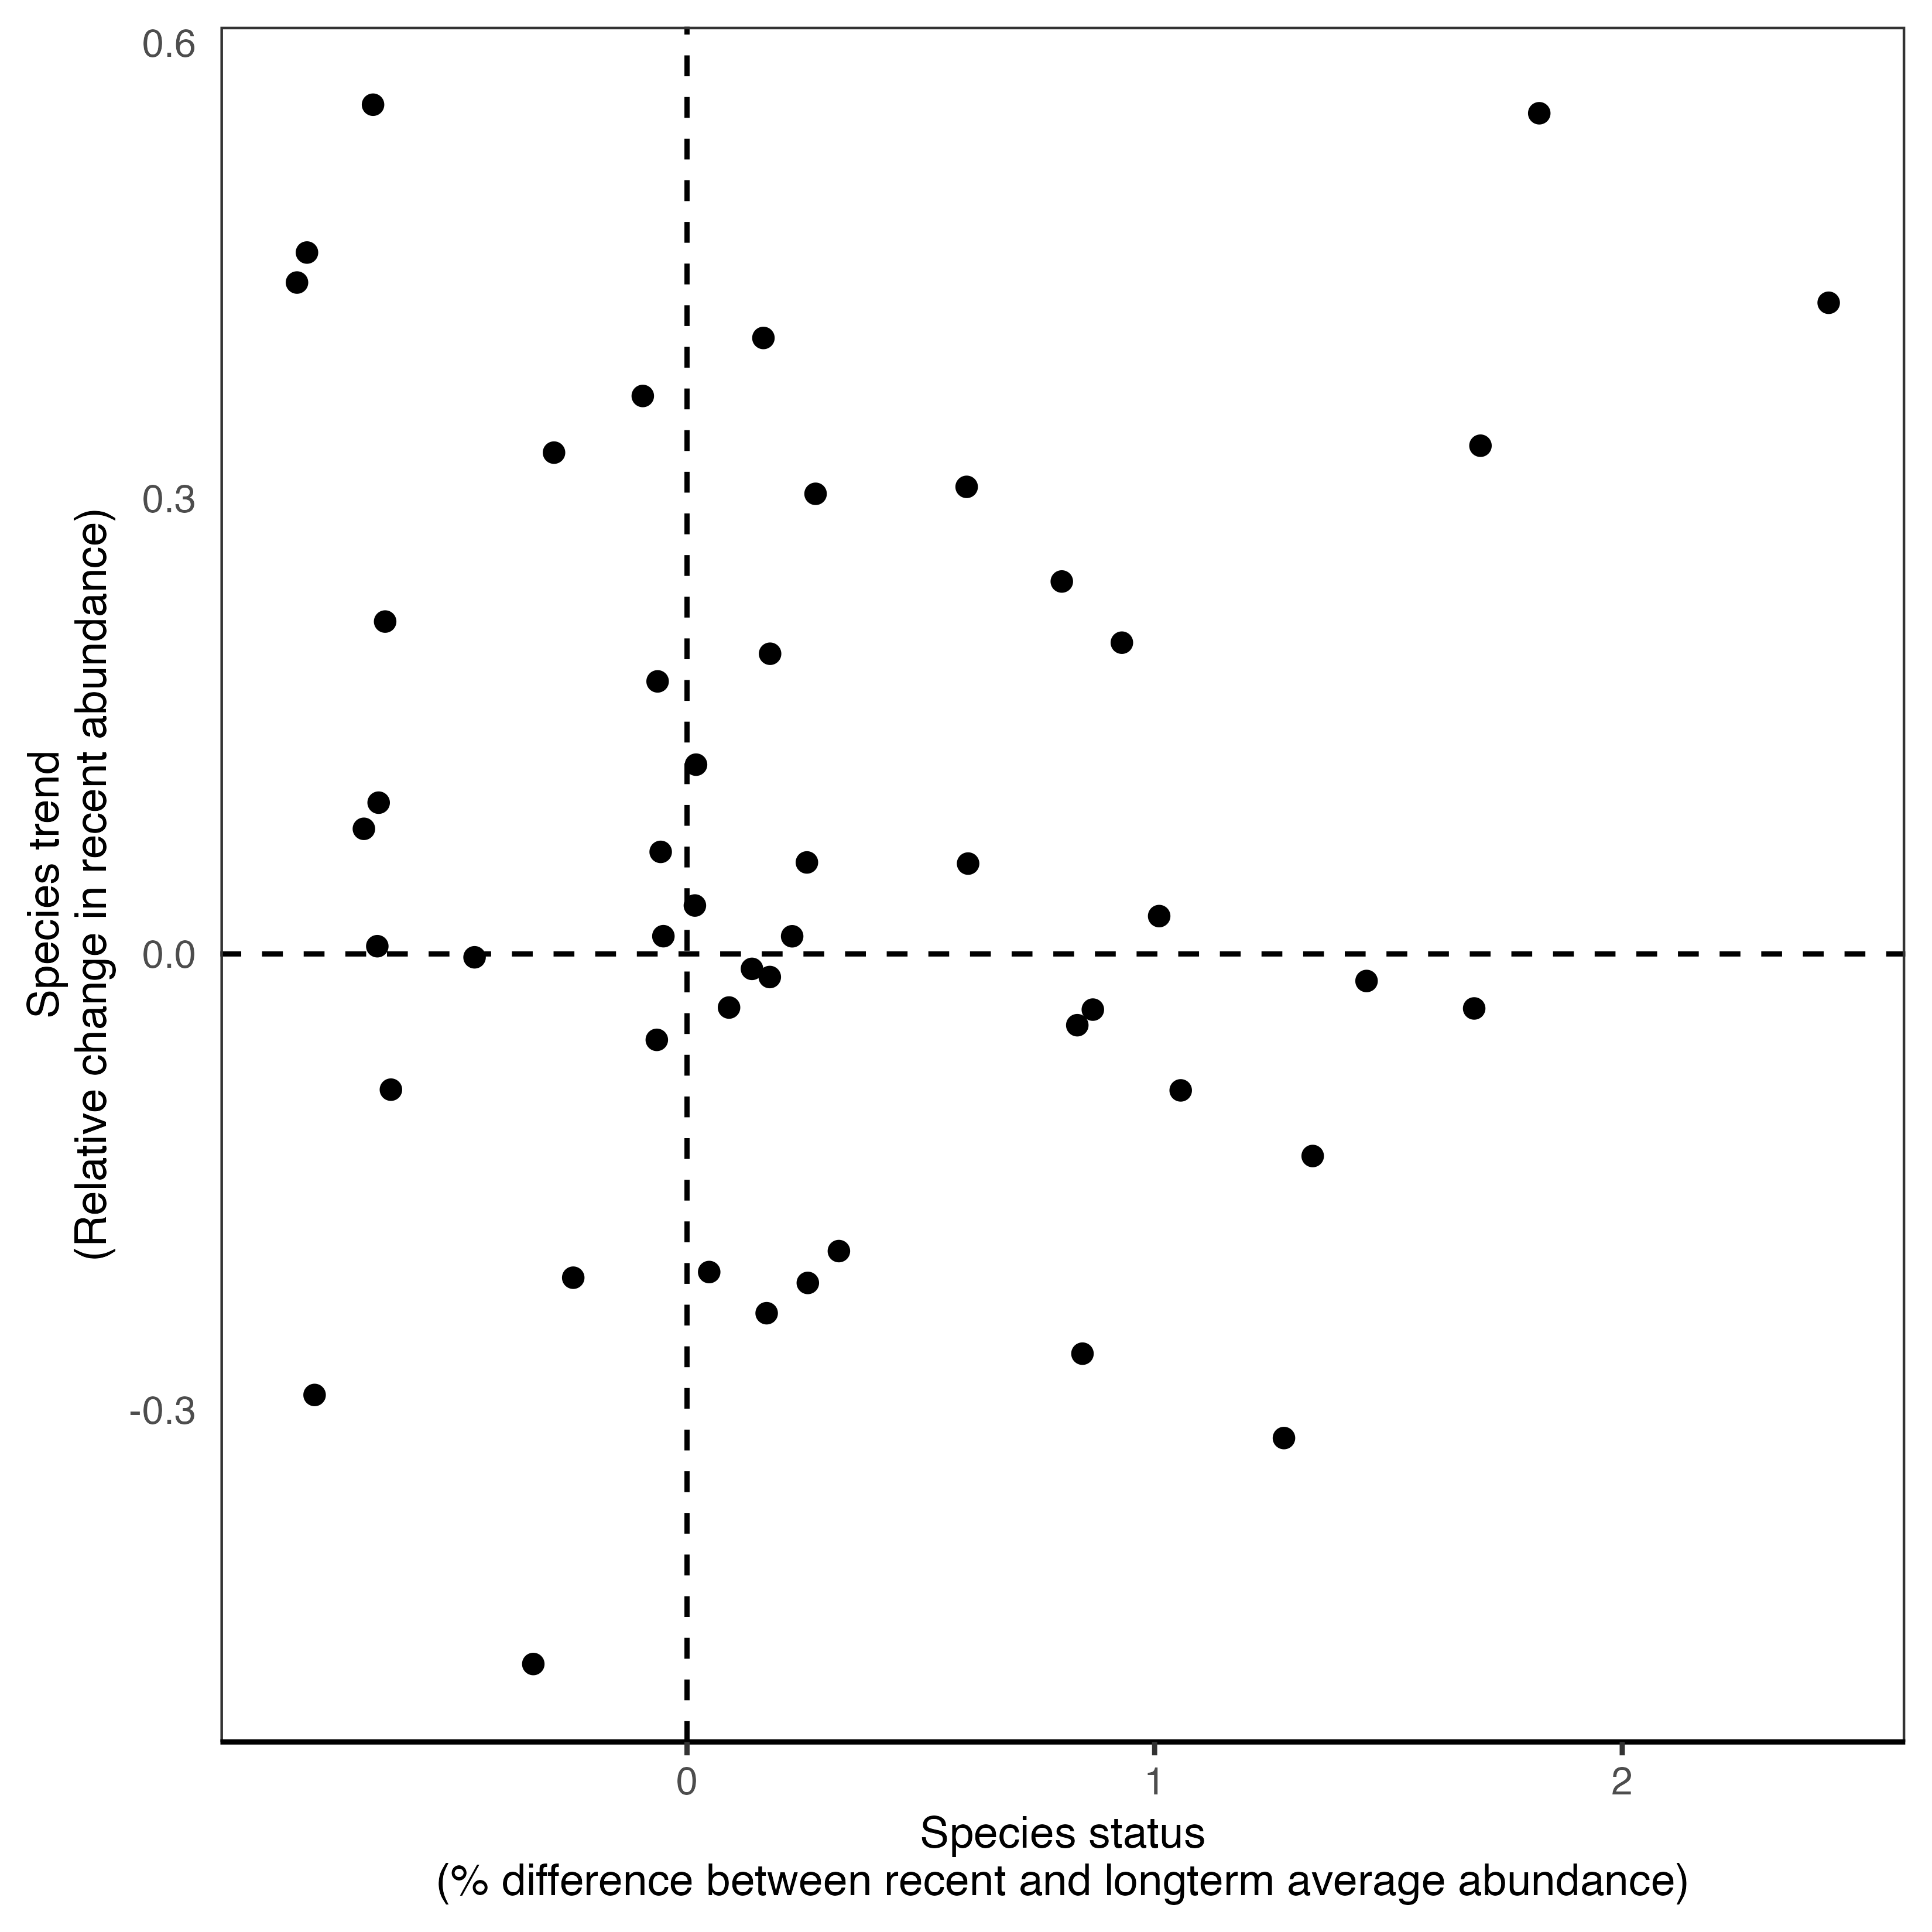 0.6
0.3
0.0
-0.3
Species trend
(Relative change in recent abundance)
0
1
2
Species status
(% difference between recent and longterm average abundance)